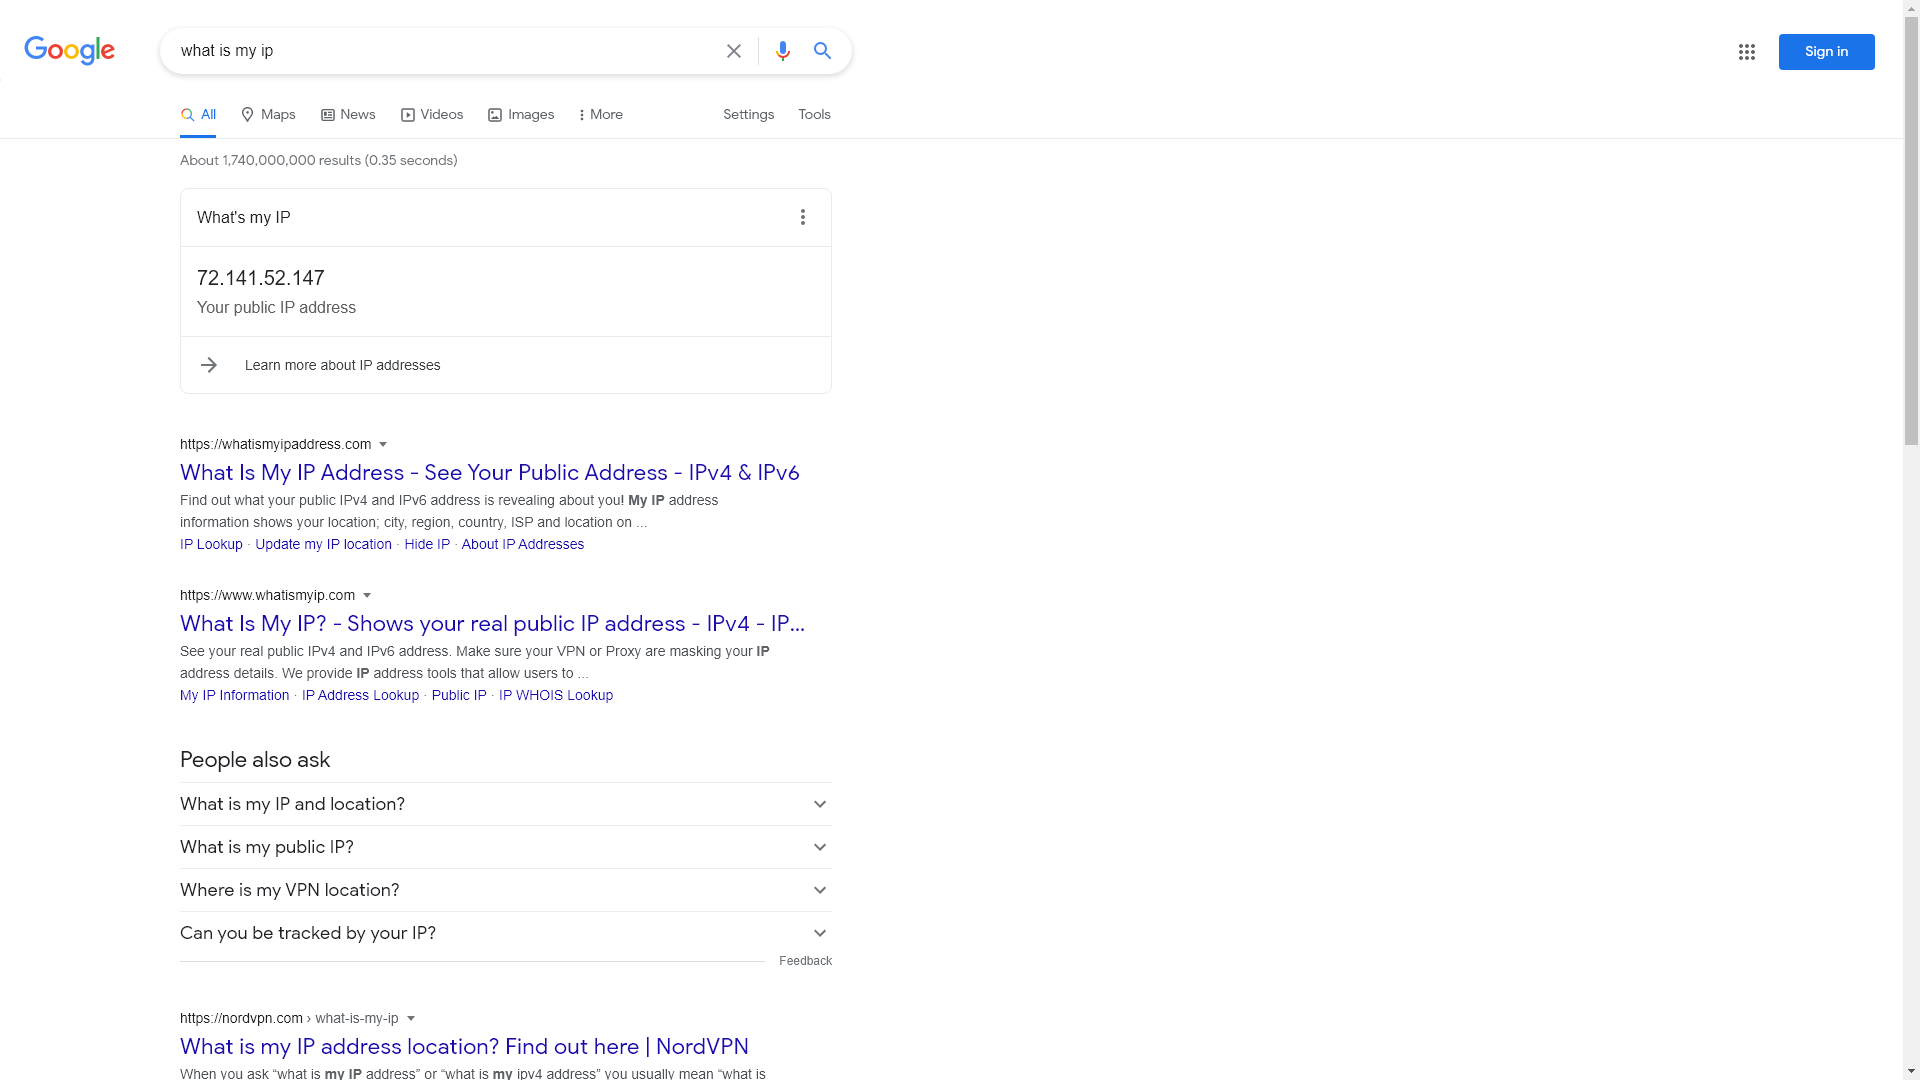 Google
what is my ip
Sign in
All
Maps
News
Videos
Images
More
Settings
Tools
About 1,740,000,000 results (0.35 seconds)
What's my IP
72.141.52.147
Your public IP address
Learn more about IP addresses
https://whatismyipaddress.com
What Is My IP Address - See Your Public Address - IPv4 & IPv6
Find out what your public IPv4 and IPv6 address is revealing about you! My IP address
information shows your location; city, region, country, ISP and location on ...
IP Lookup · Update my IP location · Hide IP · About IP Addresses
https://www.whatismyip.com
What Is My IP? - Shows your real public IP address - IPv4 - IP...
See your real public IPv4 and IPv6 address. Make sure your VPN or Proxy are masking your IP
address details. We provide IP address tools that allow users to ...
My IP Information · IP Address Lookup · Public IP · IP WHOIS Lookup
People also ask
What is my IP and location?
What is my public IP?
Where is my VPN location?
Can you be tracked by your IP?
Feedback
https://nordvpn.com › what-is-my-ip
What is my IP address location? Find out here | NordVPN
When you ask “what is my IP address” or “what is my ipv4 address” you usually mean “what is